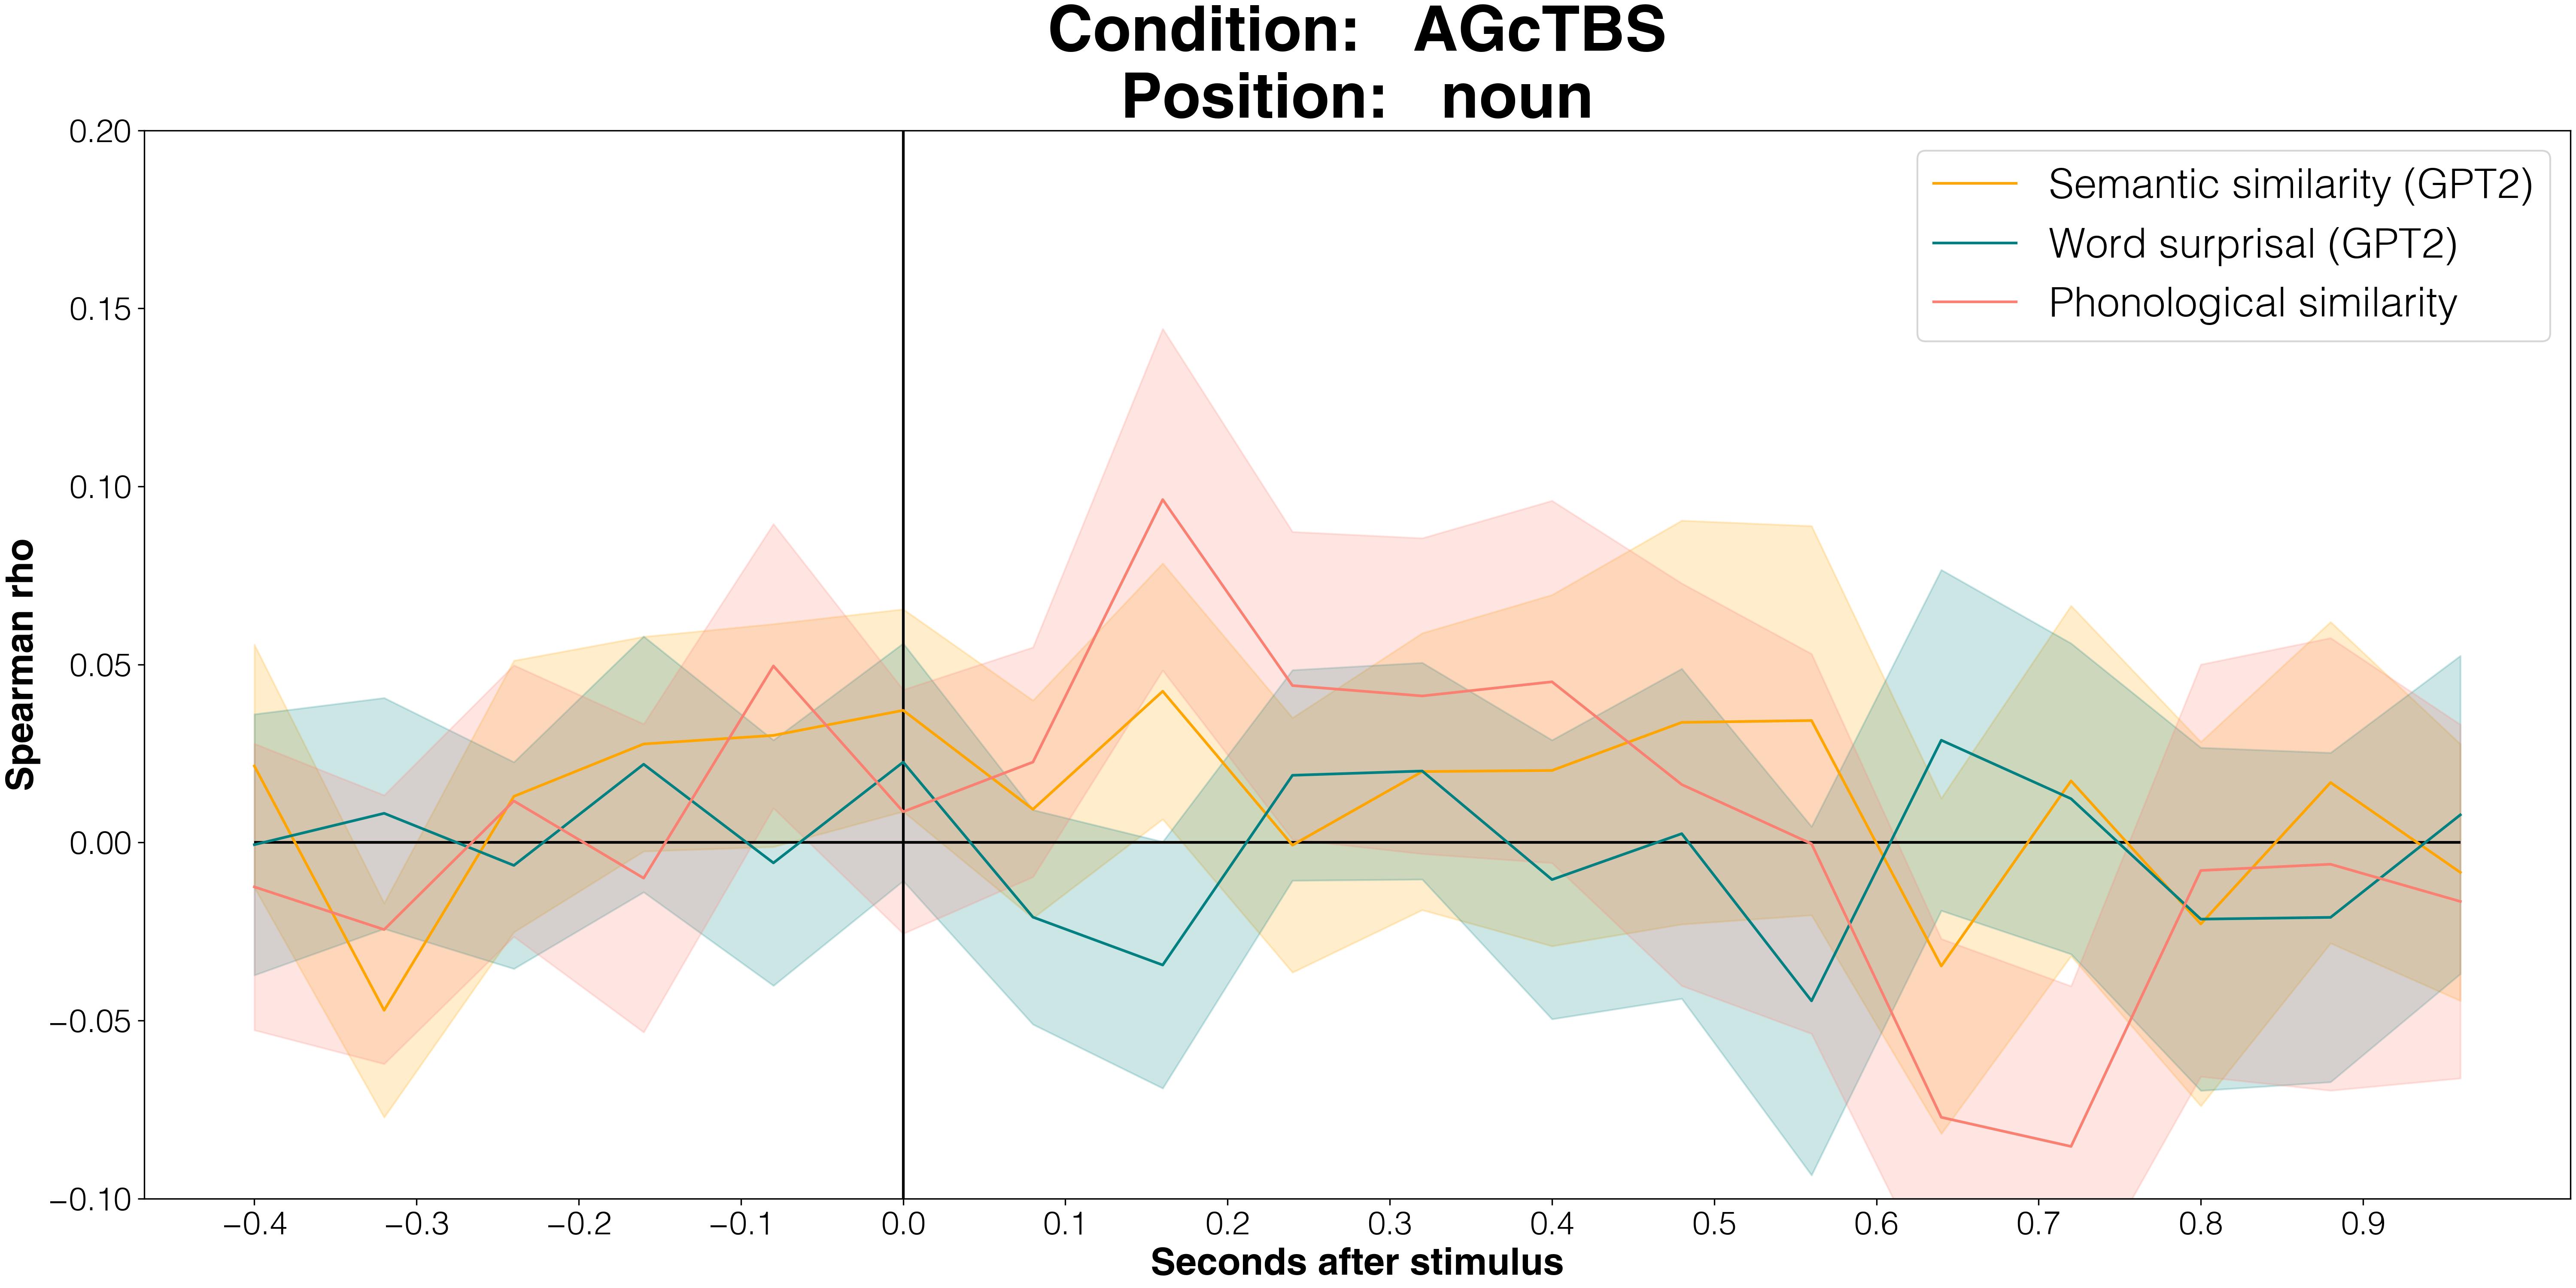 Condition:   AGcTBS
Position:   noun
0.20
0.15
0.10
0.05
0.00
−0.05
−0.10
Spearman rho
Semantic similarity (GPT2)
Word surprisal (GPT2)
Phonological similarity
−0.4 −0.3 −0.2 −0.1 0.0 0.1 0.2 0.3 0.4 0.5 0.6 0.7 0.8 0.9
Seconds after stimulus